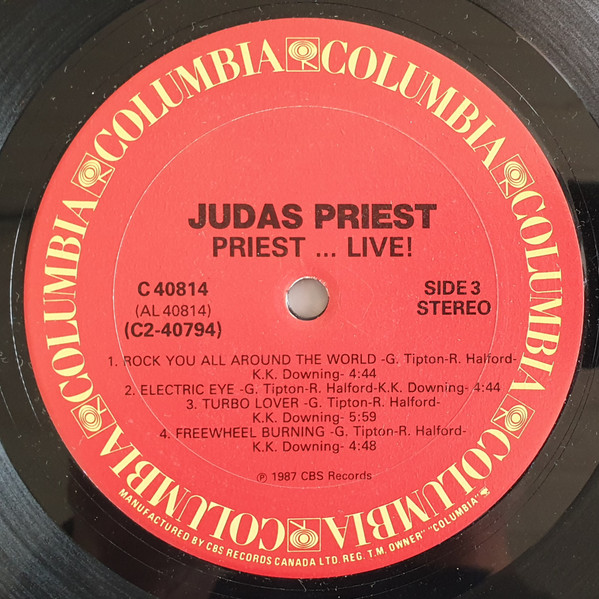 COLUMBIA COLUMBIA COLUMBIA COLUMBIA COLUMBIA COLUMBIA COLUMBIA
JUDAS PRIEST
PRIEST ... LIVE!
C 40814
(AL 40814)
(C2-40794)
SIDE 3
STEREO
1. ROCK YOU ALL AROUND THE WORLD -G. Tipton-R. Halford-
K.K. Downing- 4:44
2. ELECTRIC EYE -G. Tipton-R. Halford-K.K. Downing- 4:44
3. TURBO LOVER -G. Tipton-R. Halford-
K.K. Downing- 5:59
4. FREEWHEEL BURNING -G. Tipton-R. Halford-
K.K. Downing- 4:48
℗ 1987 CBS Records
MANUFACTURED BY CBS RECORDS CANADA LTD. REG. T.M. OWNER "COLUMBIA"